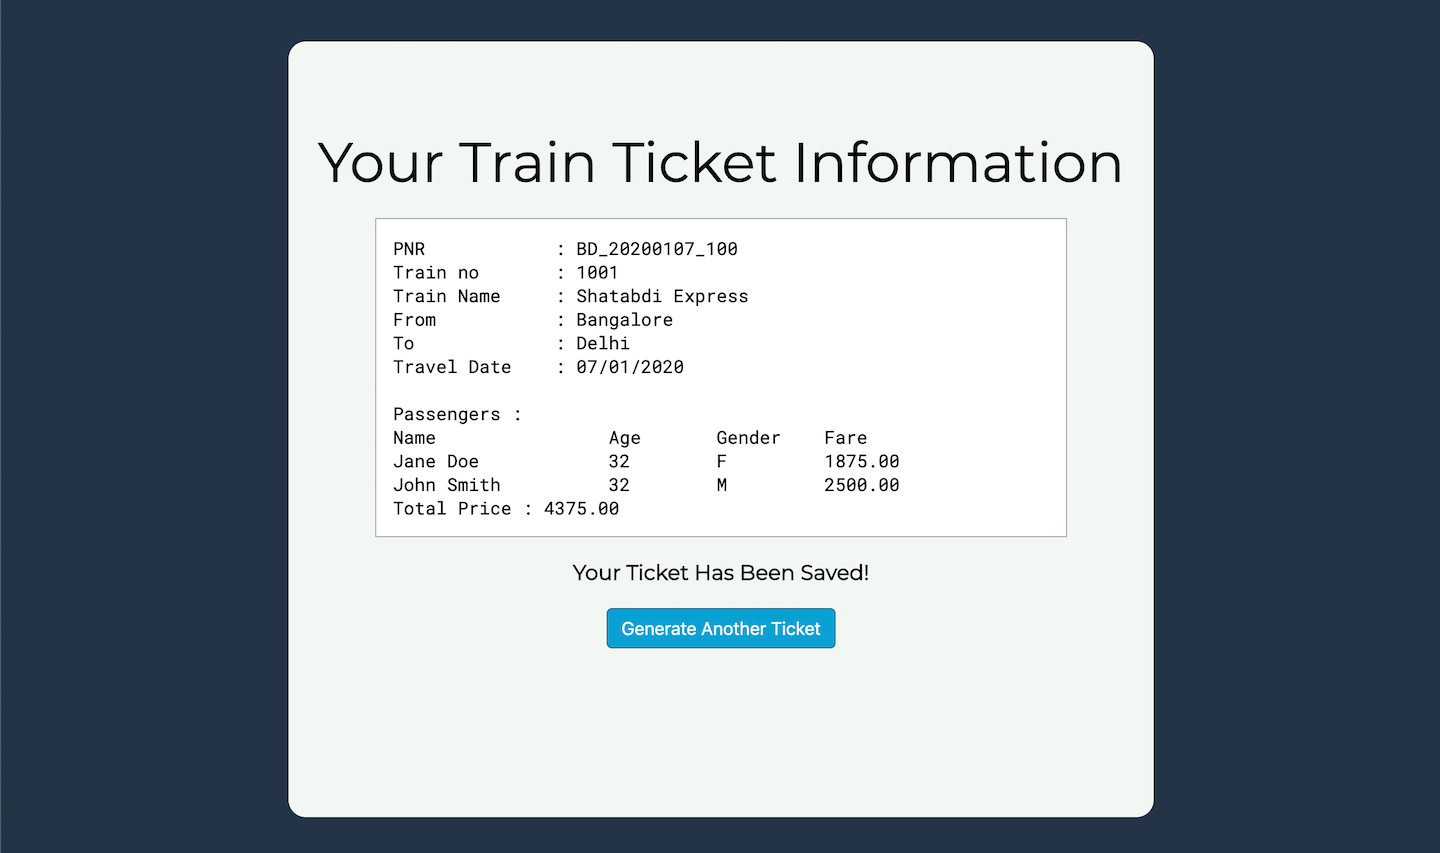 Your Train Ticket Information
PNR : BD_20200107_100
Train no : 1001
Train Name : Shatabdi Express
From : Bangalore
To : Delhi
Travel Date : 07/01/2020
Passengers :
Name Age Gender Fare
Jane Doe 32 F 1875.00
John Smith 32 M 2500.00
Total Price : 4375.00
Your Ticket Has Been Saved!
Generate Another Ticket